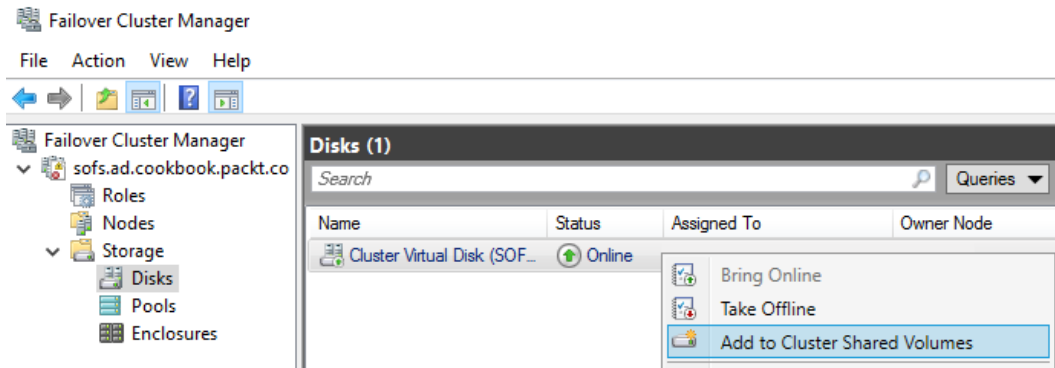 Failover Cluster Manager
File Action View Help
Failover Cluster Manager
sofs.ad.cookbook.packt.co
Roles
Nodes
Storage
Disks
Pools
Enclosures
Disks (1)
Search
Queries
Name Status Assigned To Owner Node
Cluster Virtual Disk (SOF... Online
Bring Online
Take Offline
Add to Cluster Shared Volumes